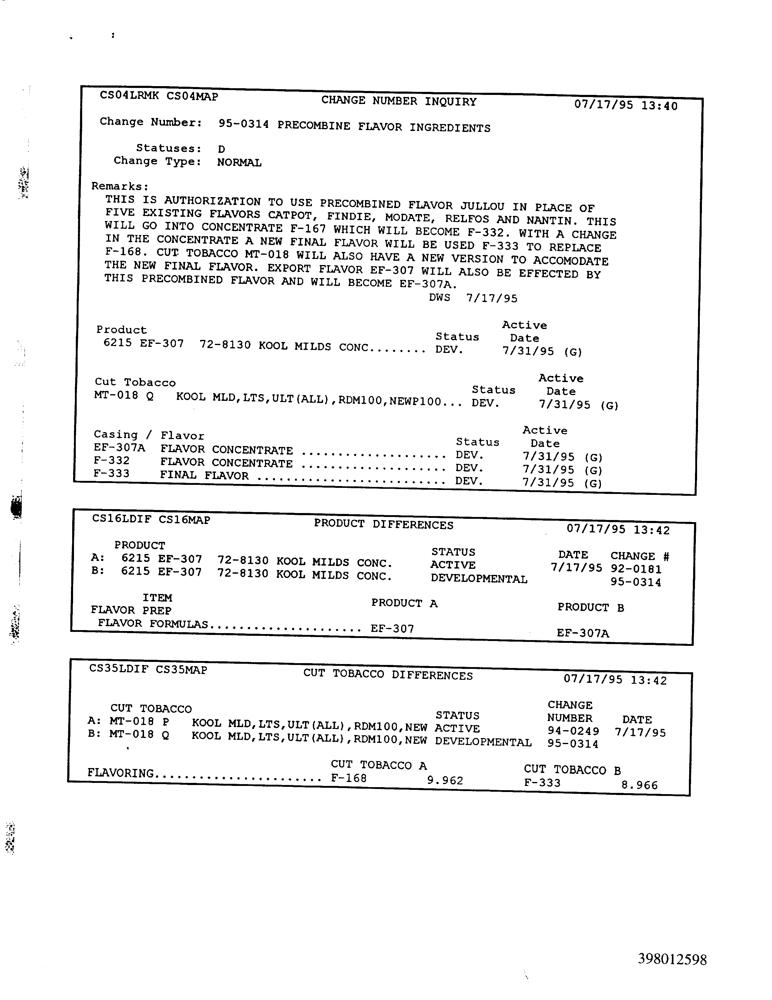 CS04LRMK CS04MAP CHANGE NUMBER INQUIRY 07/17/95 13:40
Change Number: 95-0314 PRECOMBINE FLAVOR INGREDIENTS
Statuses: D
Change Type: NORMAL
Remarks:
THIS IS AUTHORIZATION TO USE PRECOMBINED FLAVOR JULLOU IN PLACE OF
FIVE EXISTING FLAVORS CATPOT, FINDIE, MODATE, RELFOS AND NANTIN. THIS
WILL GO INTO CONCENTRATE F-167 WHICH WILL BECOME F-332. WITH A CHANGE
IN THE CONCENTRATE A NEW FINAL FLAVOR WILL BE USED F-333 TO REPLACE
F-168. CUT TOBACCO MT-018 WILL ALSO HAVE A NEW VERSION TO ACCOMODATE
THE NEW FINAL FLAVOR. EXPORT FLAVOR EF-307 WILL ALSO BE EFFECTED BY
THIS PRECOMBINED FLAVOR AND WILL BECOME EF-307A.
DWS 7/17/95
Active
Product Status Date
6215 EF-307 72-8130 KOOL MILDS CONC........ DEV. 7/31/95 (G)
Active
Cut Tobacco Status Date
MT-018 Q KOOL MLD,LTS,ULT(ALL),RDM100,NEWP100... DEV. 7/31/95 (G)
Active
Casing / Flavor Status Date
EF-307A FLAVOR CONCENTRATE .................... DEV. 7/31/95 (G)
F-332 FLAVOR CONCENTRATE .................... DEV. 7/31/95 (G)
F-333 FINAL FLAVOR .......................... DEV. 7/31/95 (G)
CS16LDIF CS16MAP PRODUCT DIFFERENCES 07/17/95 13:42
PRODUCT STATUS DATE CHANGE #
A: 6215 EF-307 72-8130 KOOL MILDS CONC. ACTIVE 7/17/95 92-0181
B: 6215 EF-307 72-8130 KOOL MILDS CONC. DEVELOPMENTAL 95-0314
ITEM PRODUCT A PRODUCT B
FLAVOR PREP
FLAVOR FORMULAS..................... EF-307 EF-307A
CS35LDIF CS35MAP CUT TOBACCO DIFFERENCES 07/17/95 13:42
CHANGE
CUT TOBACCO STATUS NUMBER DATE
A: MT-018 P KOOL MLD,LTS,ULT(ALL),RDM100,NEW ACTIVE 94-0249 7/17/95
B: MT-018 Q KOOL MLD,LTS,ULT(ALL),RDM100,NEW DEVELOPMENTAL 95-0314
CUT TOBACCO A CUT TOBACCO B
FLAVORING....................... F-168 9.962 F-333 8.966
398012598